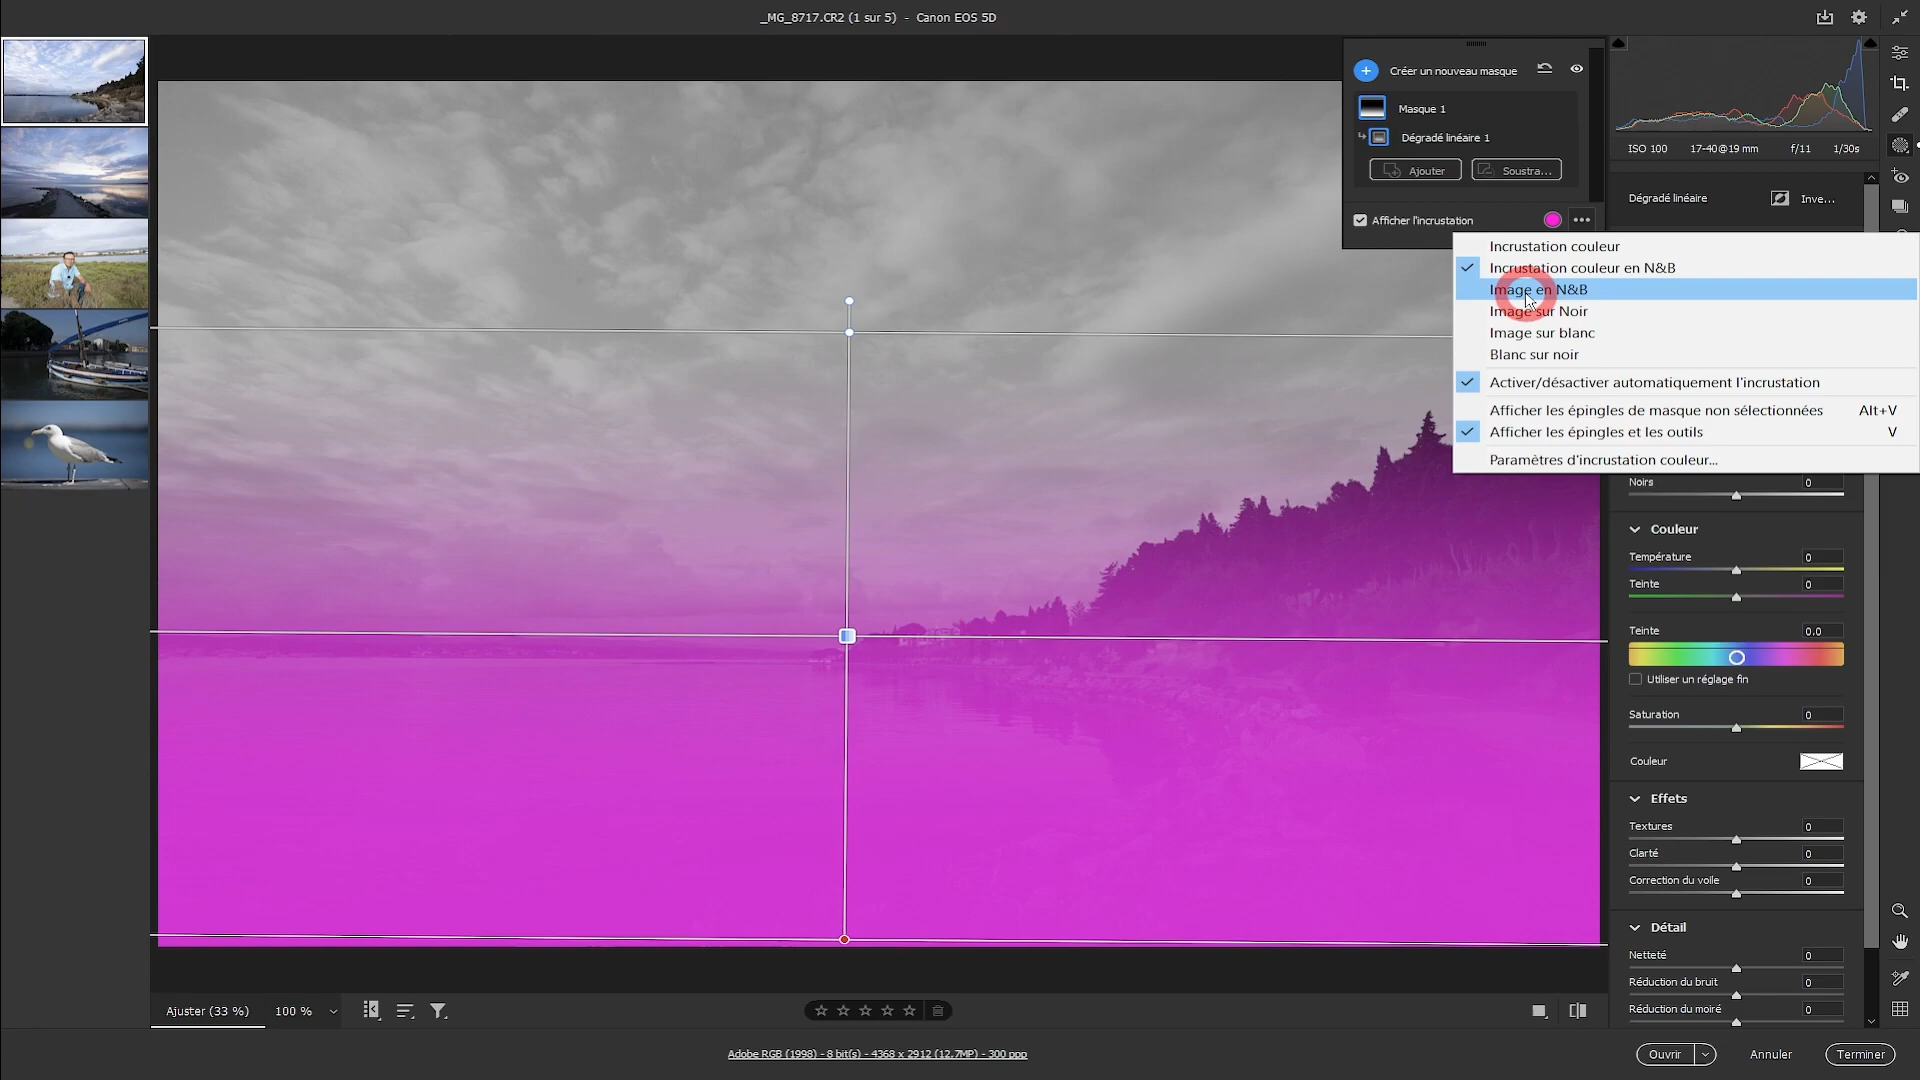 _MG_8717.CR2 (1 sur 5) - Canon EOS 5D
Créer un nouveau masque
Masque 1
Dégradé linéaire 1
Ajouter
Soustra...
Afficher l'incrustation
ISO 100
17-40@19 mm
f/11
1/30s
Dégradé linéaire
Inve...
Incrustation couleur
Incrustation couleur en N&B
Image en N&B
Image sur Noir
Image sur blanc
Blanc sur noir
Activer/désactiver automatiquement l'incrustation
Afficher les épingles de masque non sélectionnées Alt+V
Afficher les épingles et les outils V
Paramètres d'incrustation couleur...
Noirs 0
Couleur
Température 0
Teinte 0
Teinte 0.0
Utiliser un réglage fin
Saturation 0
Couleur
Effets
Textures 0
Clarté 0
Correction du voile 0
Détail
Netteté 0
Réduction du bruit 0
Réduction du moiré 0
Ajuster (33 %)
100 %
Adobe RGB (1998) - 8 bit(s) - 4368 x 2912 (12,7MP) - 300 ppp
Ouvrir
Annuler
Terminer